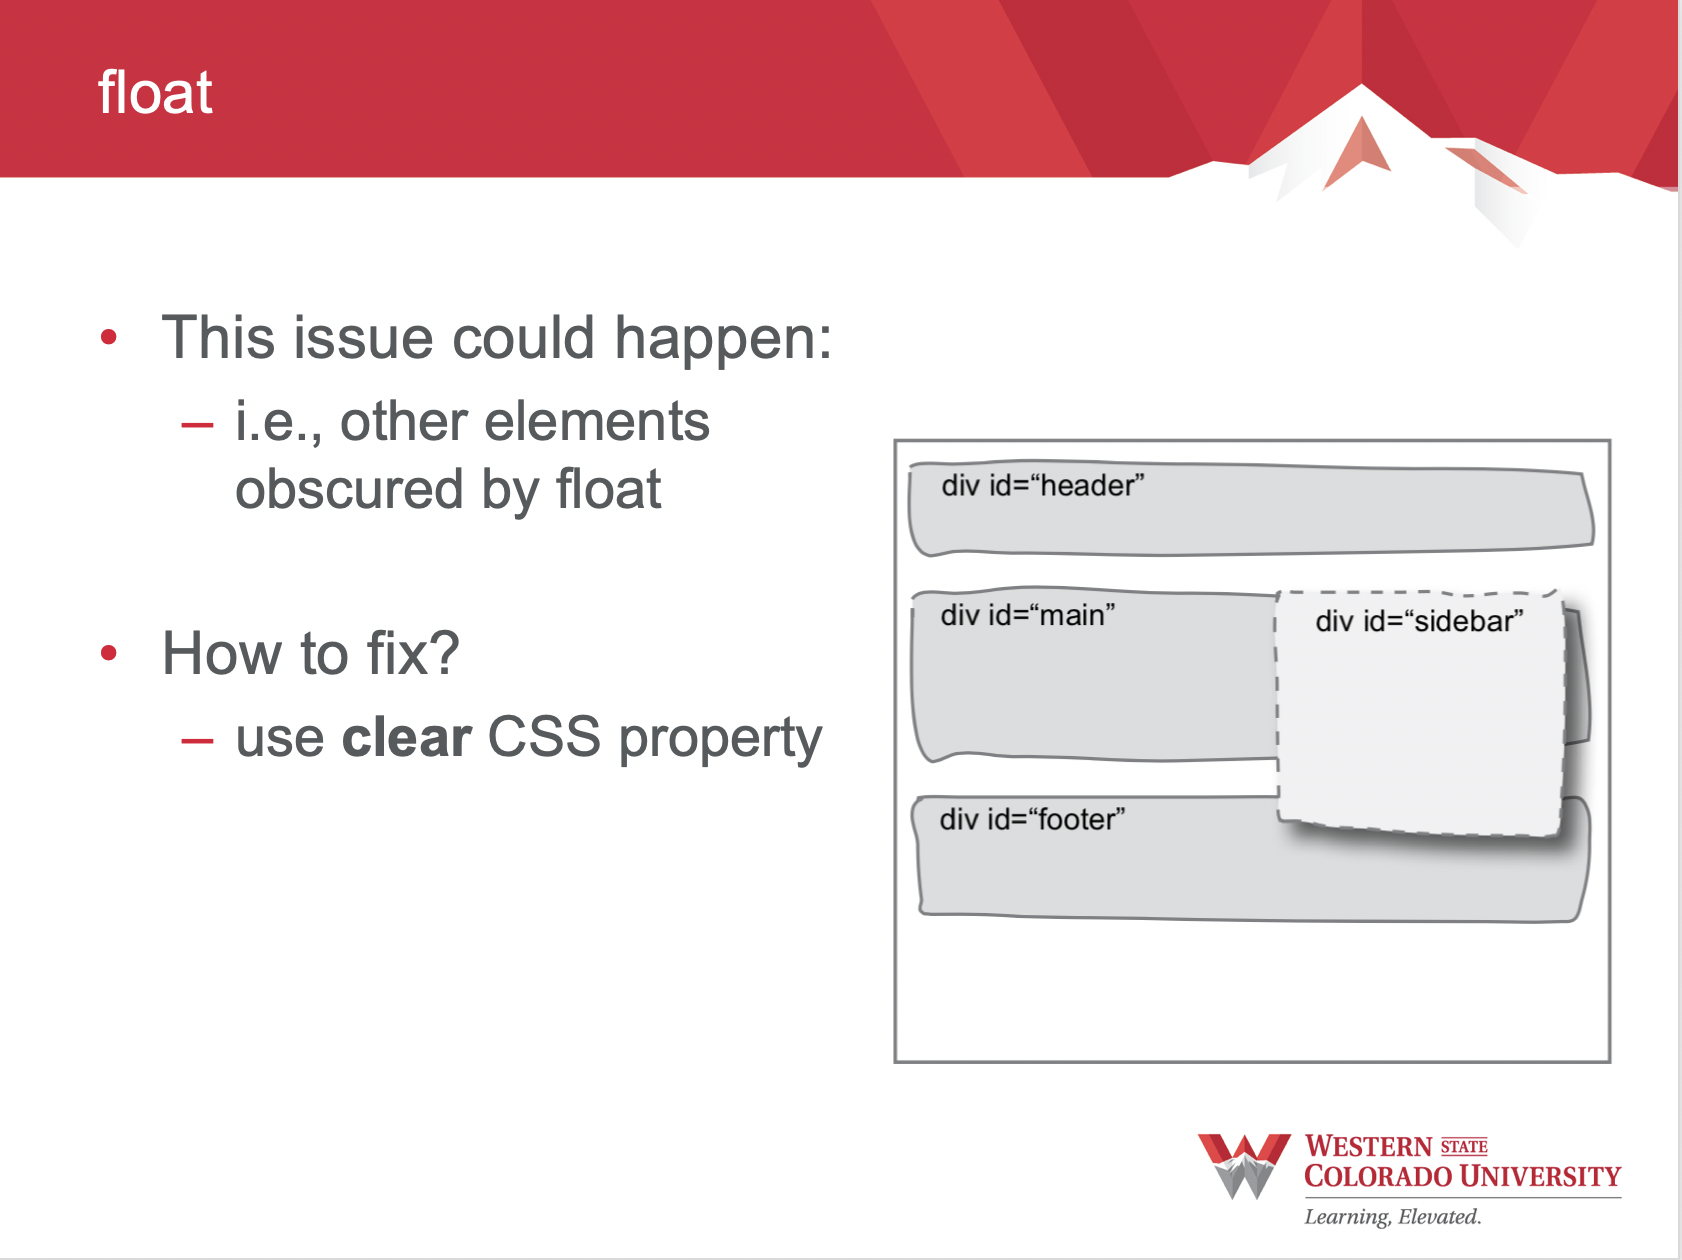 float
• This issue could happen:
– i.e., other elements
obscured by float
• How to fix?
– use clear CSS property
div id=“header”
div id=“main”
div id=“sidebar”
div id=“footer”
WESTERN STATE
COLORADO UNIVERSITY
Learning, Elevated.